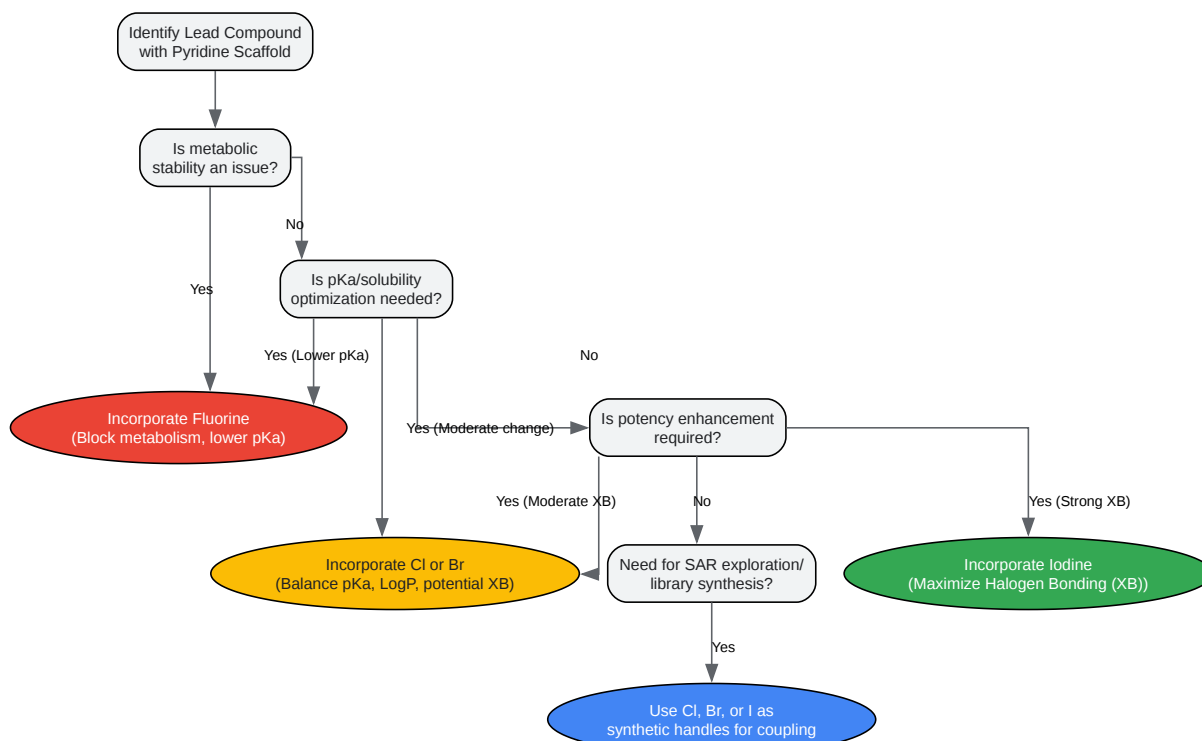 Identify Lead Compound
with Pyridine Scaffold
Is metabolic
stability an issue?
No
Is pKa/solubility
optimization needed?
Yes
Yes (Lower pKa)
No
Incorporate Fluorine
(Block metabolism, lower pKa)
Yes (Moderate change)
Is potency enhancement
required?
Yes (Moderate XB)
No
Yes (Strong XB)
Incorporate Cl or Br
(Balance pKa, LogP, potential XB)
Need for SAR exploration/
library synthesis?
Incorporate Iodine
(Maximize Halogen Bonding (XB))
Yes
Use Cl, Br, or I as
synthetic handles for coupling